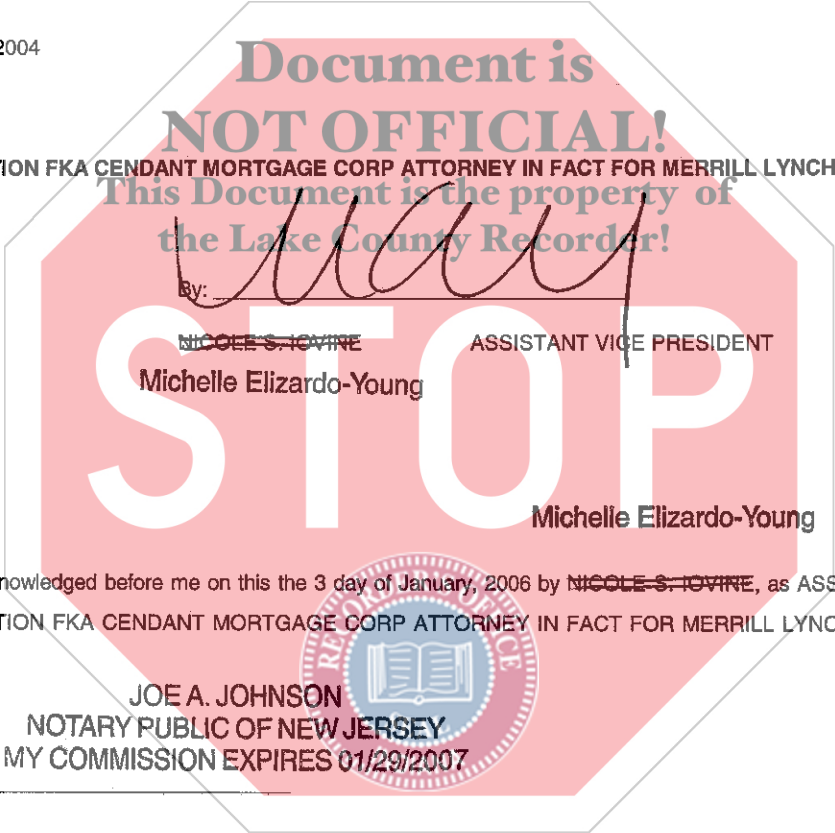 2004
Document is
NOT OFFICIAL!
TION FKA CENDANT MORTGAGE CORP ATTORNEY IN FACT FOR MERRILL LYNCH
This Document is the property of
the Lake County Recorder!
By:
NICOLE S. IOVINE ASSISTANT VICE PRESIDENT
Michelle Elizardo-Young
STOP
Michelle Elizardo-Young
nowledged before me on this the 3 day of January, 2006 by NICOLE S. IOVINE, as ASS
TION FKA CENDANT MORTGAGE CORP ATTORNEY IN FACT FOR MERRILL LYNC
RECORDER'S OFFICE
JOE A. JOHNSON
NOTARY PUBLIC OF NEW JERSEY
MY COMMISSION EXPIRES 01/29/2007